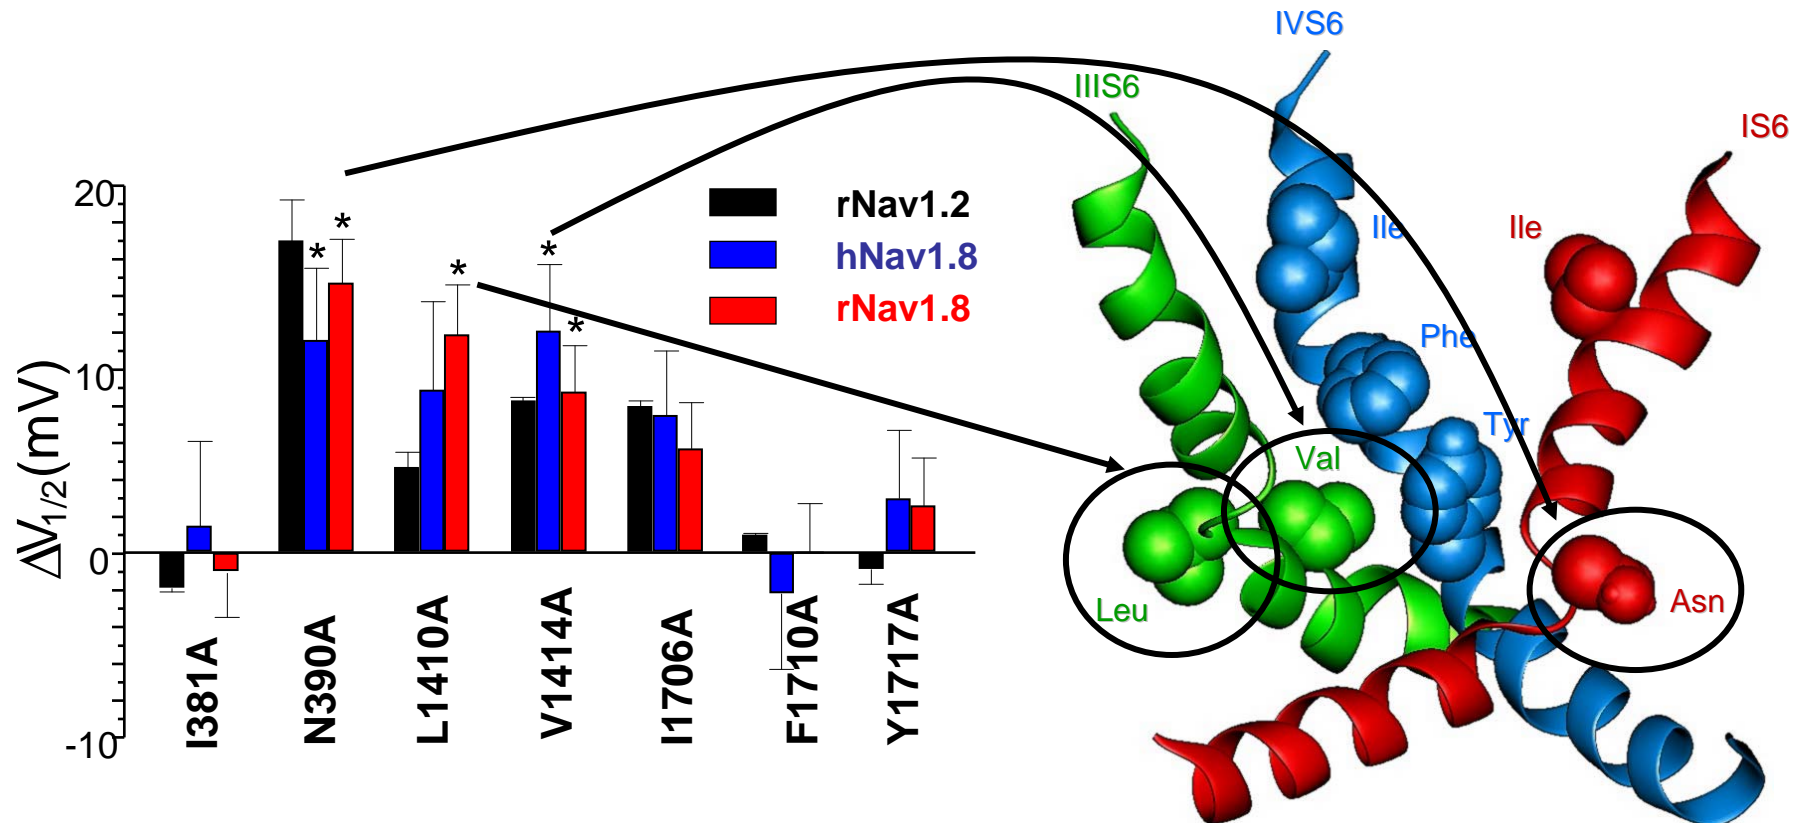 IVS6
IIIS6
IS6
20
10
0
-10
ΔV1/2(mV)
* * * * *
rNav1.2
hNav1.8
rNav1.8
I381A
N390A
L1410A
V1414A
I1706A
F1710A
Y1717A
Ile
Ile
Phe
Tyr
Val
Leu
Asn